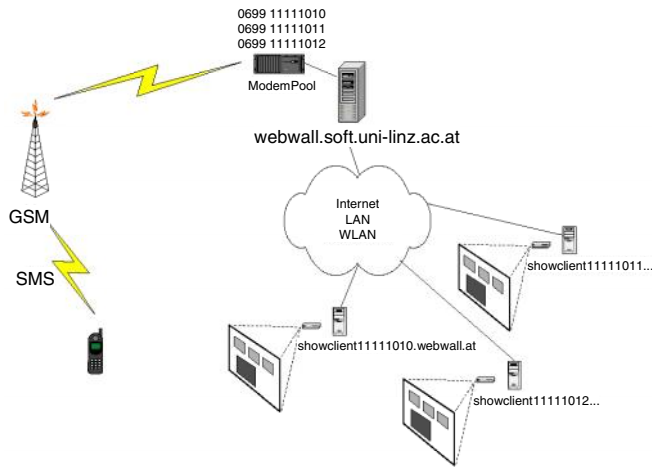 0699 11111010
0699 11111011
0699 11111012
ModemPool
webwall.soft.uni-linz.ac.at
GSM
Internet
LAN
WLAN
SMS
showclient11111011...
showclient11111010.webwall.at
showclient11111012...